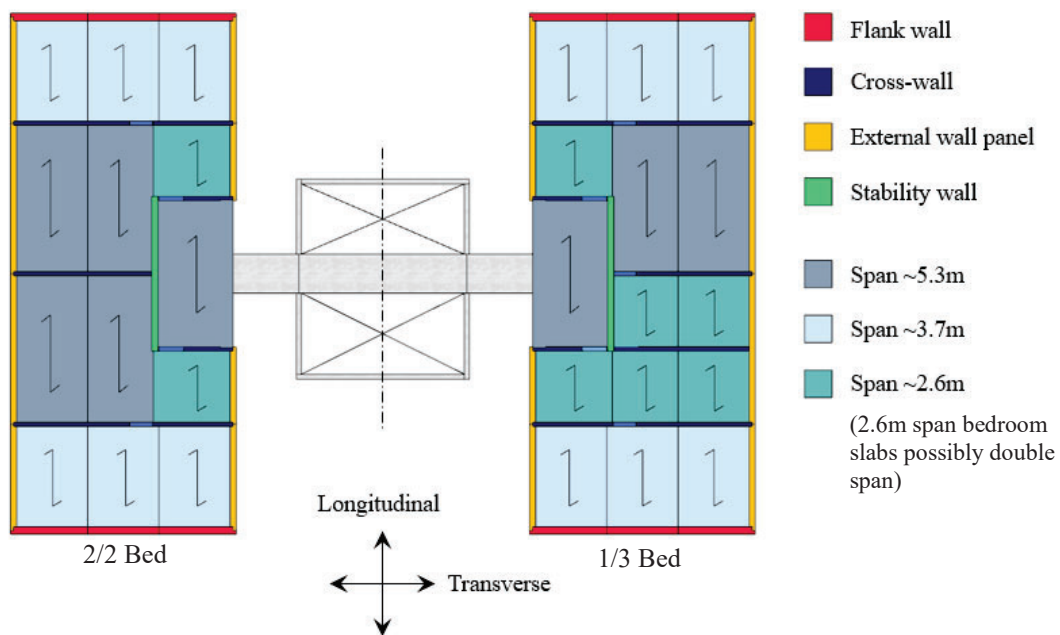 Flank wall
Cross-wall
External wall panel
Stability wall
Span ~5.3m
Span ~3.7m
Span ~2.6m
(2.6m span bedroom
slabs possibly double
span)
Longitudinal
Transverse
2/2 Bed
1/3 Bed